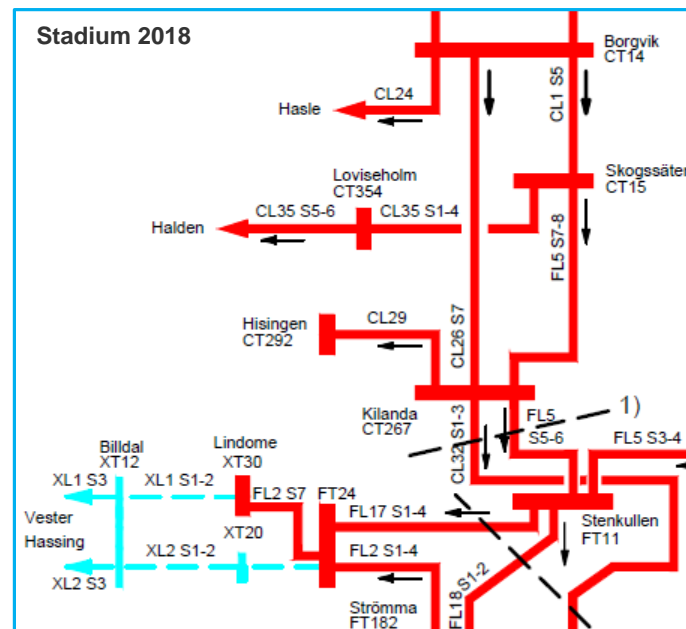 Stadium 2018
Borgvik
CT14
CL24
Hasle
CL1 S5
Loviseholm
CT354
Skogssäter
CT15
CL35 S5-6
CL35 S1-4
Halden
FL5 S7-8
Hisingen
CT292
CL29
CL26 S7
Kilanda
CT267
FL5
S5-6
1)
CL32 S1-3
FL5 S3-4
Billdal
XT12
Lindome
XT30
XL1 S3
XL1 S1-2
FL2 S7
FT24
Vester
Hassing
XT20
FL17 S1-4
Stenkullen
FT11
XL2 S1-2
FL2 S1-4
XL2 S3
Strömma
FT182
FL18 S1-2